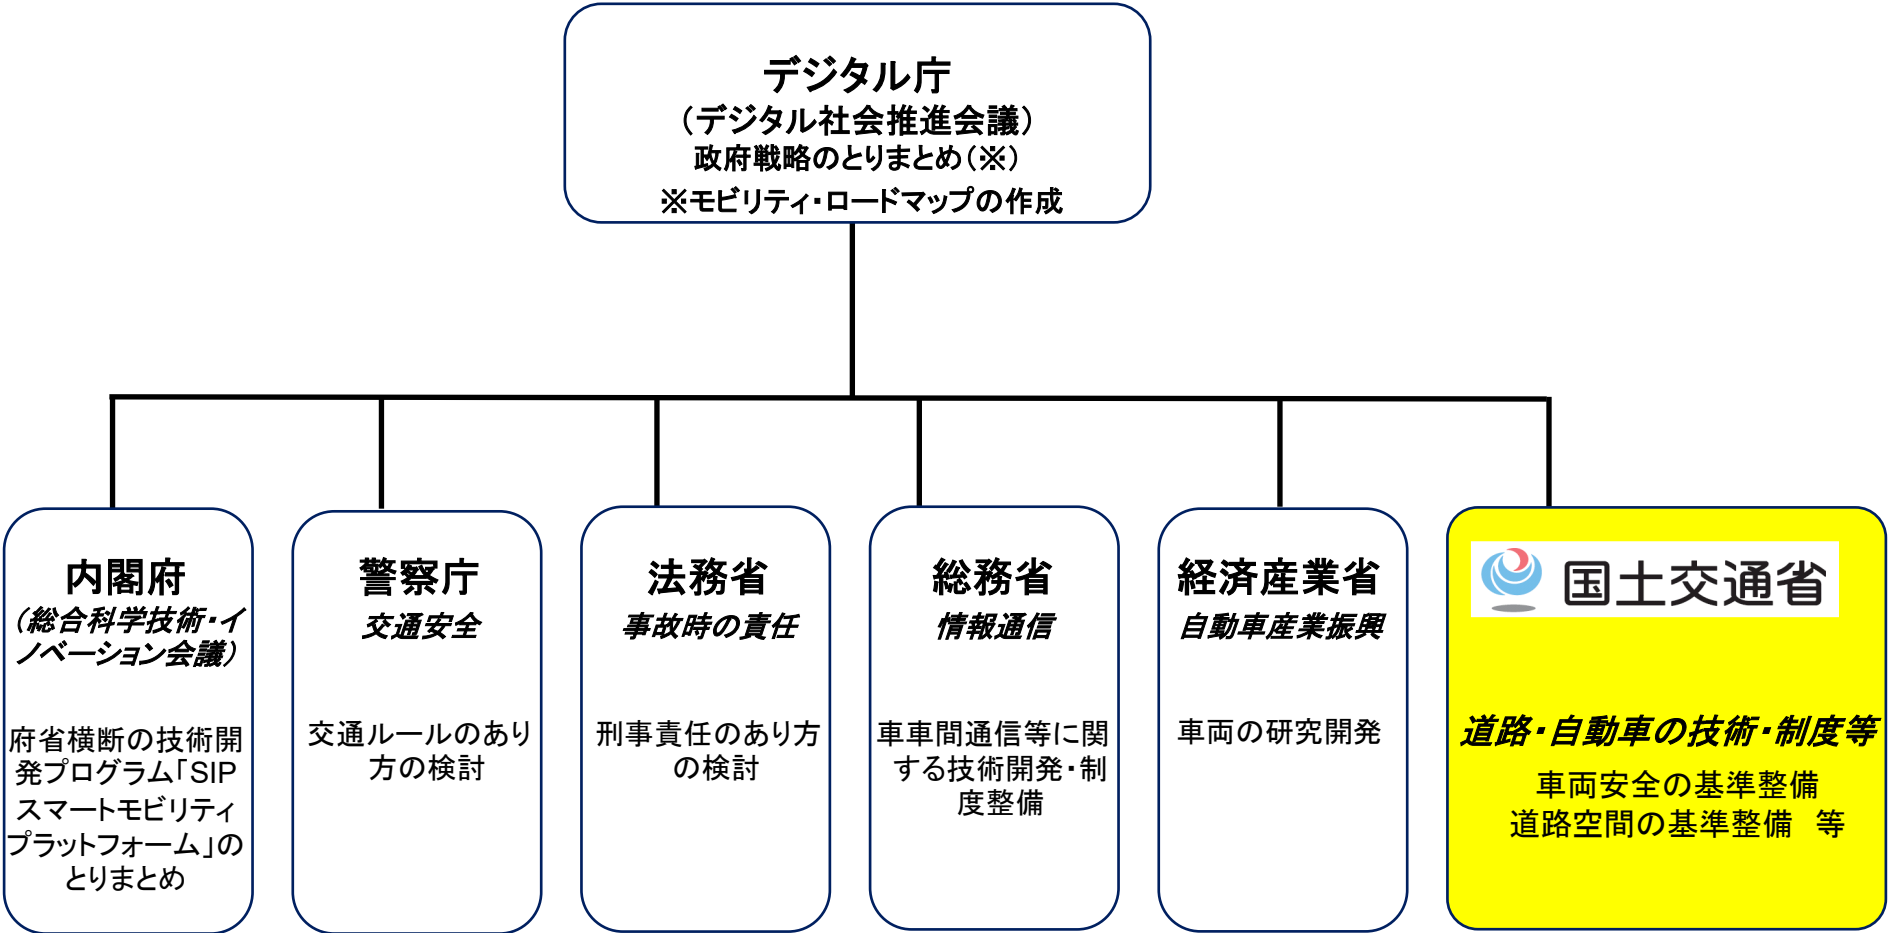 デジタル庁
（デジタル社会推進会議）
政府戦略のとりまとめ（※）
※モビリティ・ロードマップの作成
内閣府
（総合科学技術・イ
ノベーション会議）
府省横断の技術開
発プログラム「SIP
スマートモビリティ
プラットフォーム」の
とりまとめ
警察庁
交通安全
交通ルールのあり
方の検討
法務省
事故時の責任
刑事責任のあり方
の検討
総務省
情報通信
車車間通信等に関
する技術開発・制
度整備
経済産業省
自動車産業振興
車両の研究開発
国土交通省
道路・自動車の技術・制度等
車両安全の基準整備
道路空間の基準整備　等